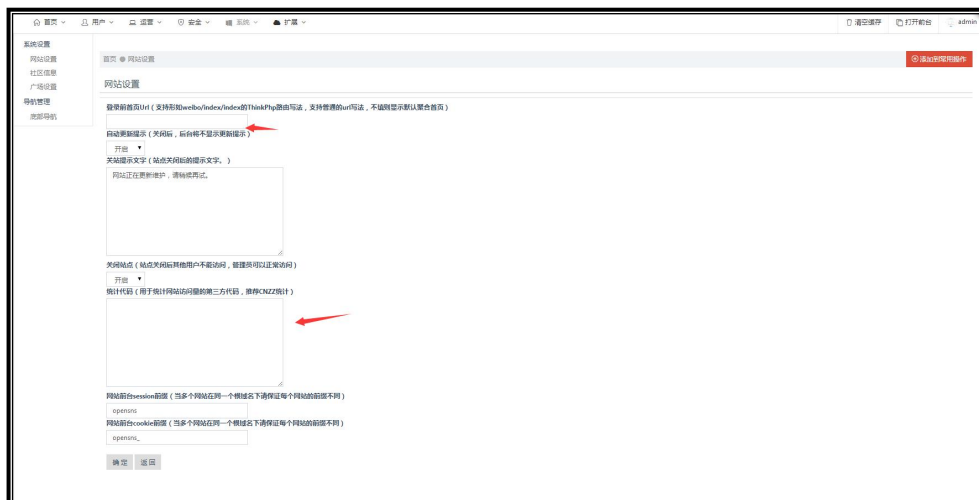 首页 用户 运营 安全 系统 扩展 清空缓存 打开前台 admin
系统设置
网站设置
社区信息
广场设置
导航管理
底部导航
首页 网站设置 添加到常用操作
网站设置
登录前首页Url（支持形如weibo/index/index的ThinkPhp路由写法，支持普通的url写法，不填则显示默认聚合首页）
自动更新提示（关闭后，后台将不显示更新提示）
开启
关站提示文字（站点关闭后的提示文字。）
网站正在更新维护，请稍候再试。
关闭站点（站点关闭后其他用户不能访问，管理员可以正常访问）
开启
统计代码（用于统计网站访问量的第三方代码，推荐CNZZ统计）
网站前台session前缀（当多个网站在同一个根域名下请保证每个网站的前缀不同）
opensns
网站前台cookie前缀（当多个网站在同一个根域名下请保证每个网站的前缀不同）
opensns_
确 定 返 回